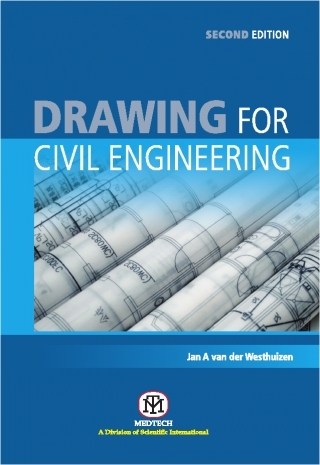 SECOND EDITION
DRAWING FOR
CIVIL ENGINEERING
Jan A van der Westhuizen
MEDTECH
A Division of Scientific International